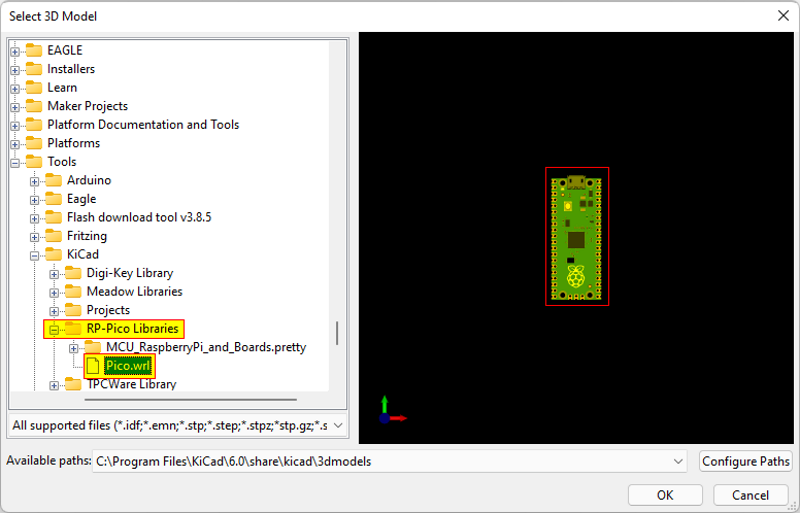 Select 3D Model
EAGLE
Installers
Learn
Maker Projects
Platform Documentation and Tools
Platforms
Tools
Arduino
Eagle
Flash download tool v3.8.5
Fritzing
KiCad
Digi-Key Library
Meadow Libraries
Projects
RP-Pico Libraries
MCU_RaspberryPi_and_Boards.pretty
Pico.wrl
TPCWare Library
All supported files (*.idf;*.emn;*.stp;*.step;*.stpz;*stp.gz;*.s
Available paths: C:\Program Files\KiCad\6.0\share\kicad\3dmodels Configure Paths
OK Cancel